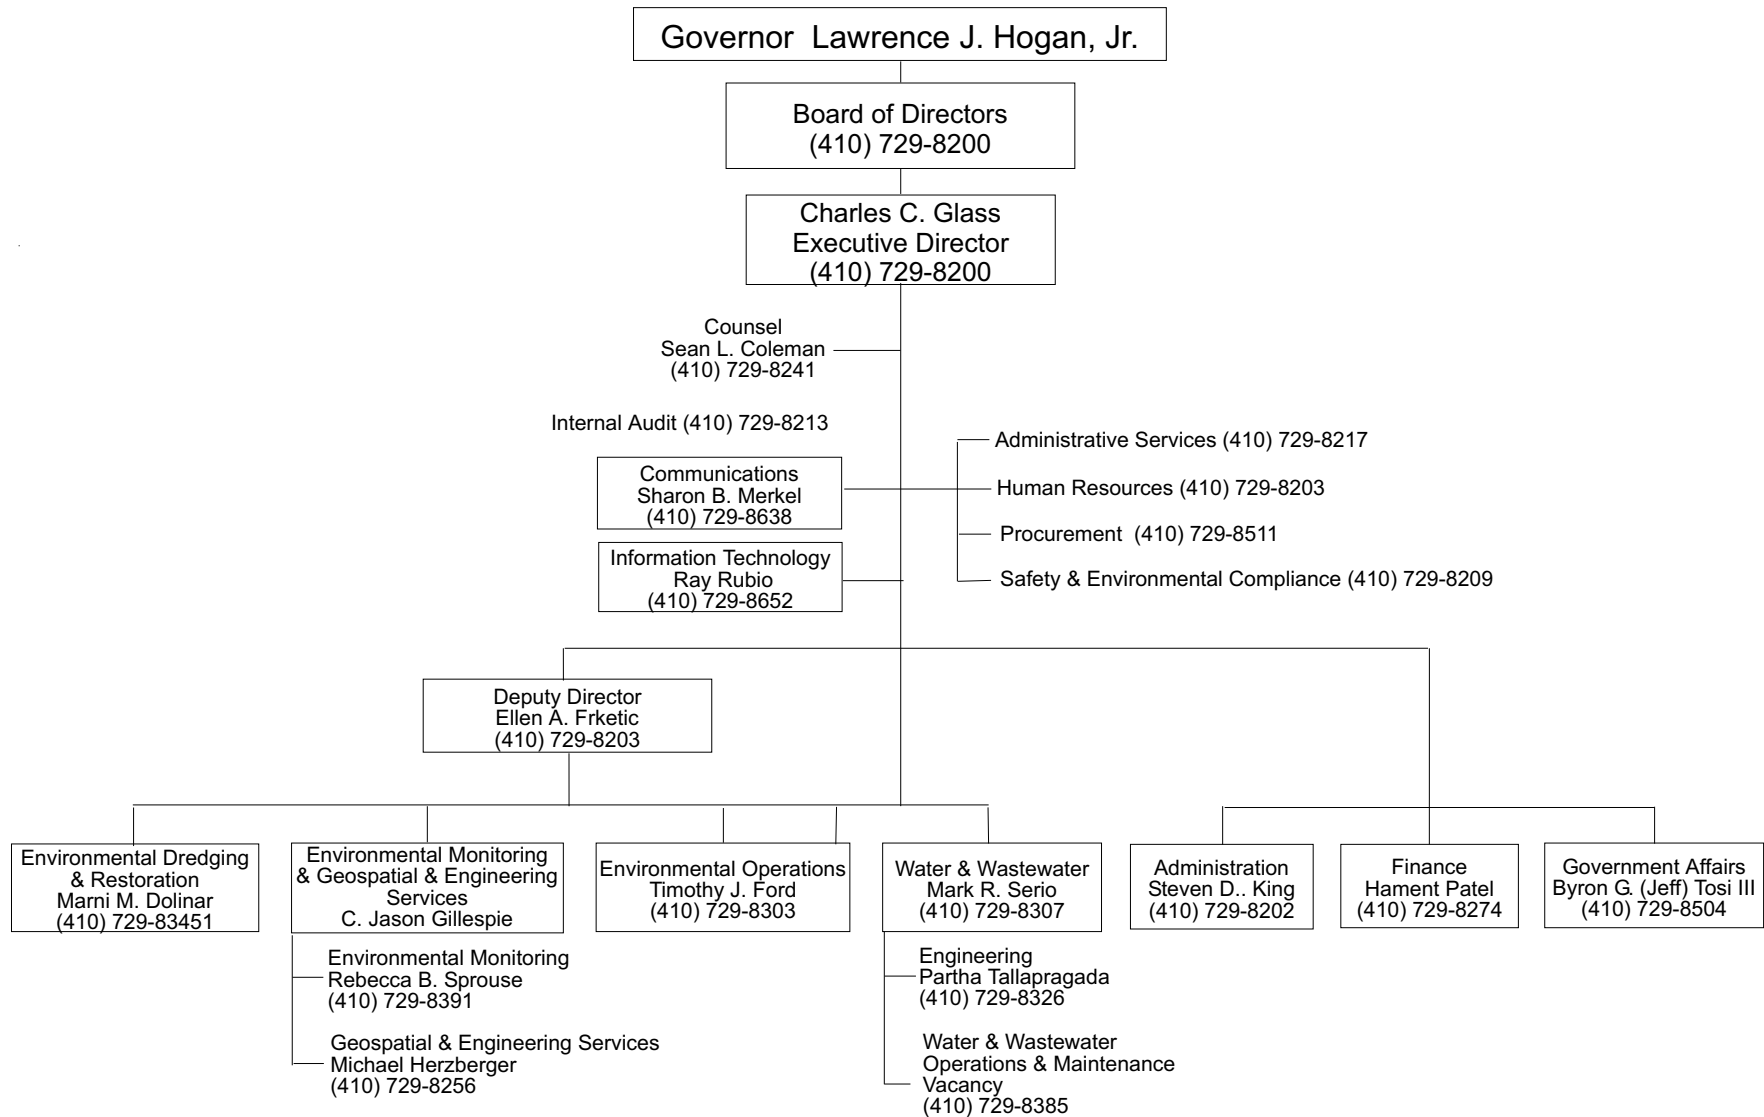 Governor  Lawrence J. Hogan, Jr.
Board of Directors
(410) 729-8200
Charles C. Glass
Executive Director
(410) 729-8200
Counsel
Sean L. Coleman
(410) 729-8241
Internal Audit (410) 729-8213
Communications
Sharon B. Merkel
(410) 729-8638
Information Technology
Ray Rubio
(410) 729-8652
Administrative Services (410) 729-8217
Human Resources (410) 729-8203
Procurement  (410) 729-8511
Safety & Environmental Compliance (410) 729-8209
Deputy Director
Ellen A. Frketic
(410) 729-8203
Environmental Dredging
& Restoration
Marni M. Dolinar
(410) 729-83451
Environmental Monitoring
& Geospatial & Engineering
Services
C. Jason Gillespie
Environmental Monitoring
Rebecca B. Sprouse
(410) 729-8391
Geospatial & Engineering Services
Michael Herzberger
(410) 729-8256
Environmental Operations
Timothy J. Ford
(410) 729-8303
Water & Wastewater
Mark R. Serio
(410) 729-8307
Engineering
Partha Tallapragada
(410) 729-8326
Water & Wastewater
Operations & Maintenance
Vacancy
(410) 729-8385
Administration
Steven D.. King
(410) 729-8202
Finance
Hament Patel
(410) 729-8274
Government Affairs
Byron G. (Jeff) Tosi III
(410) 729-8504